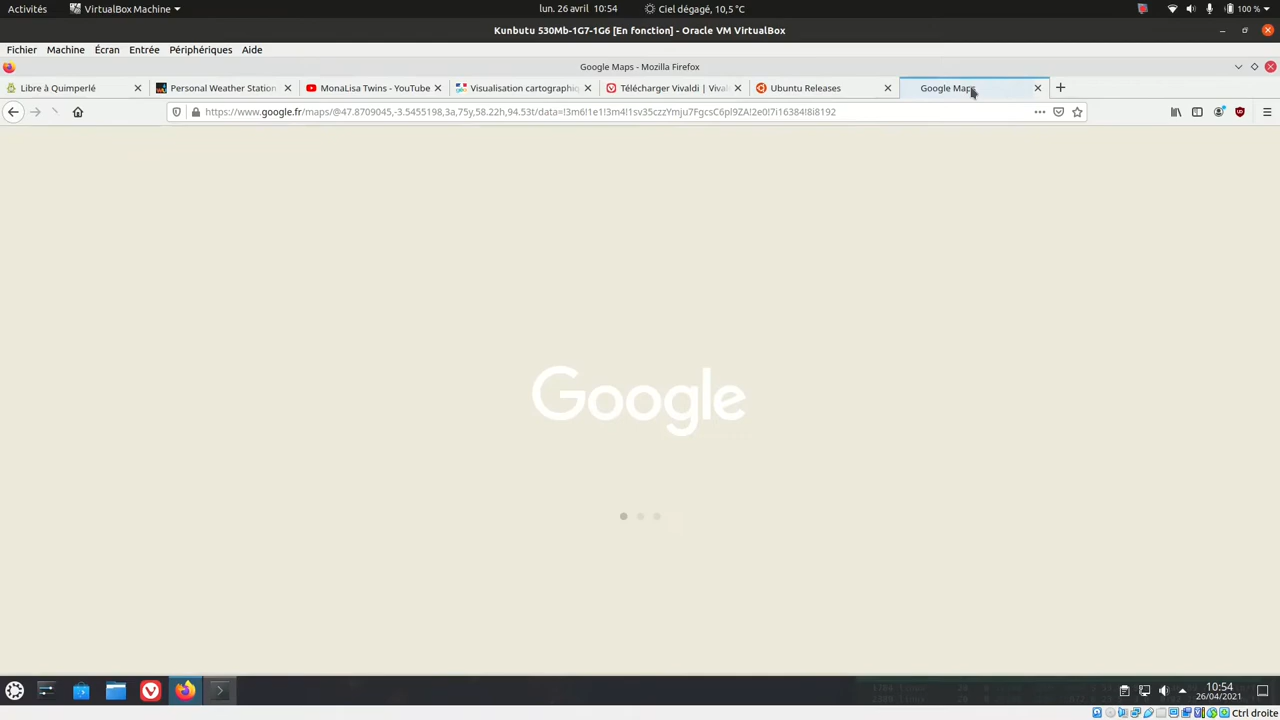 Activités
VirtualBox Machine
lun. 26 avril 10:54
Ciel dégagé, 10,5 °C
100 %
Kunbutu 530Mb-1G7-1G6 [En fonction] - Oracle VM VirtualBox
Fichier Machine Écran Entrée Périphériques Aide
Google Maps - Mozilla Firefox
Libre à Quimperlé
Personal Weather Station
MonaLisa Twins - YouTube
Visualisation cartographiq
Télécharger Vivaldi | Vival
Ubuntu Releases
Google Maps
https://www.google.fr/maps/@47.8709045,-3.5455198,3a,75y,58.22h,94.53t/data=!3m6!1e1!3m4!1sv35czzYmju7FgcsC6pI9ZA!2e0!7i16384!8i8192
Google
10:54
26/04/2021
Ctrl droite